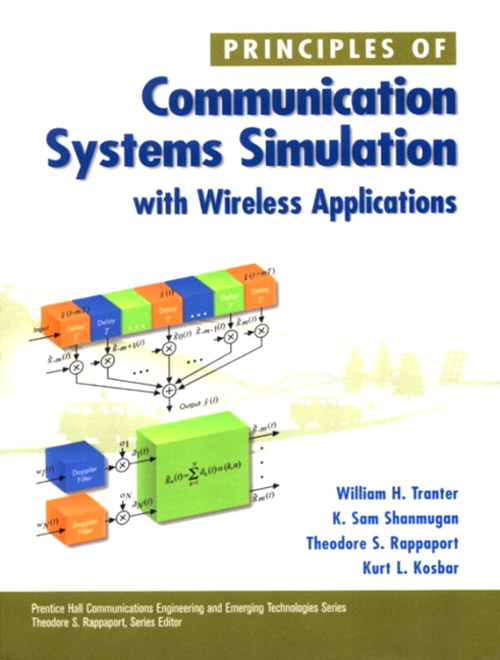 PRINCIPLES OF
Communication
Systems Simulation
with Wireless Applications
Input
Delay
T
Delay
T
Delay
T
Delay
T
Delay
T
Output ỹ(t)
Doppler
Filter
Doppler
Filter
William H. Tranter
K. Sam Shanmugan
Theodore S. Rappaport
Kurt L. Kosbar
Prentice Hall Communications Engineering and Emerging Technologies Series
Theodore S. Rappaport, Series Editor